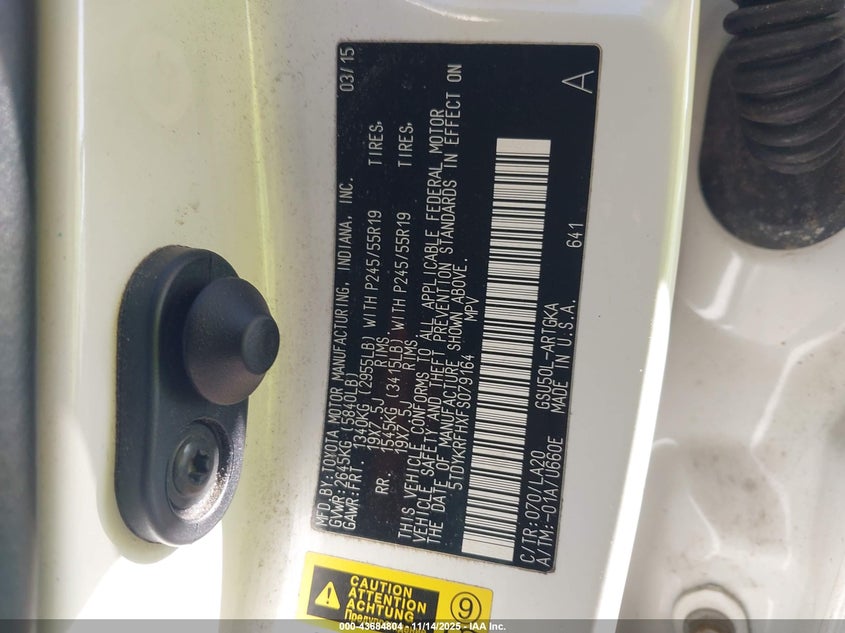 MFD BY: TOYOTA MOTOR MANUFACTURING, INDIANA, INC. 03/15
GVWR: 2645KG (5840LB)
GAWR: FRT. 1340KG (2955LB) WITH P245/55R19 TIRES,
19X7.5J RIMS
RR. 1545KG (3415LB) WITH P245/55R19 TIRES,
19X7.5J RIMS
THIS VEHICLE CONFORMS TO ALL APPLICABLE FEDERAL MOTOR
VEHICLE SAFETY AND THEFT PREVENTION STANDARDS IN EFFECT ON
THE DATE OF MANUFACTURE SHOWN ABOVE.
5TDYKRFHXFS079164 MPV
A
641
C/TR: 070/LA20 GSU50L-ARTGKA
A/TM: -01A/U660E MADE IN U.S.A.
CAUTION
ATTENTION
ACHTUNG
Предупреждение
9
000-43684804 - 11/14/2025 - IAA Inc.